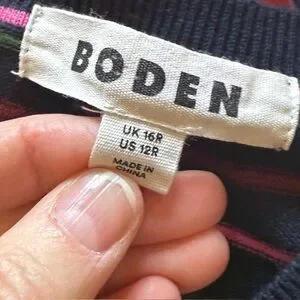 BODEN
UK 16R
US 12R
MADE IN
CHINA